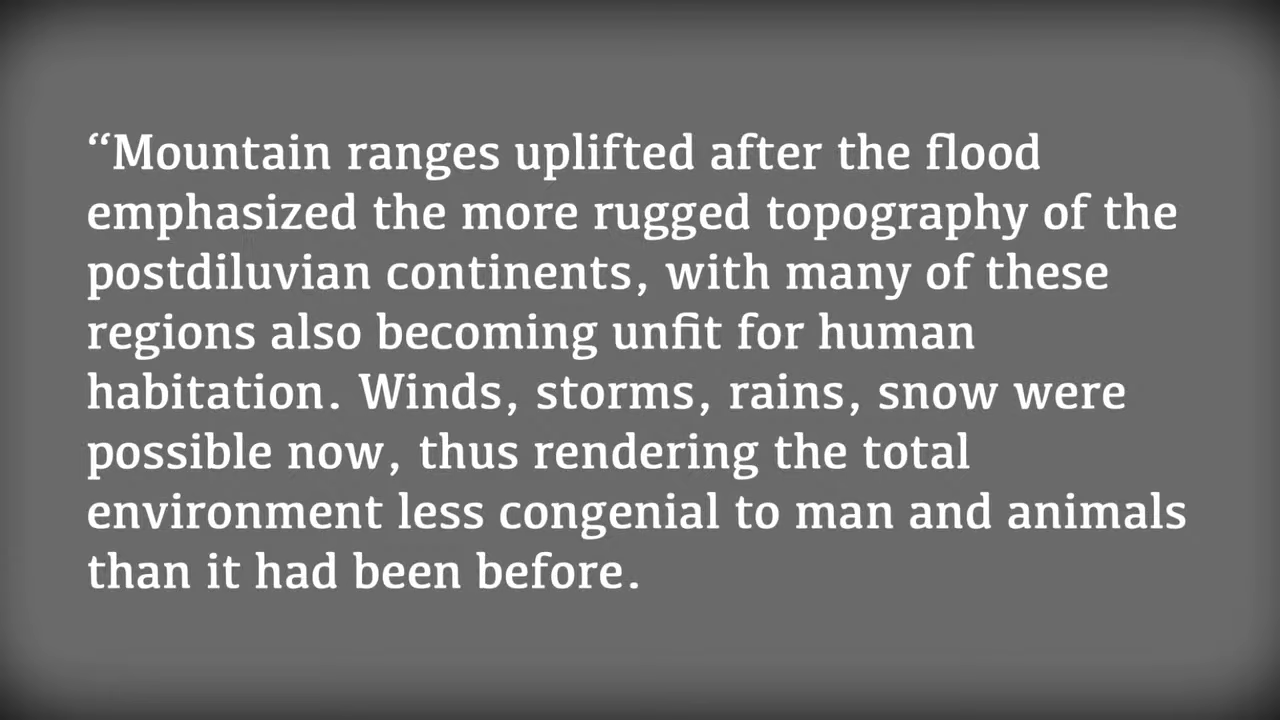 “Mountain ranges uplifted after the flood
emphasized the more rugged topography of the
postdiluvian continents, with many of these
regions also becoming unfit for human
habitation. Winds, storms, rains, snow were
possible now, thus rendering the total
environment less congenial to man and animals
than it had been before.